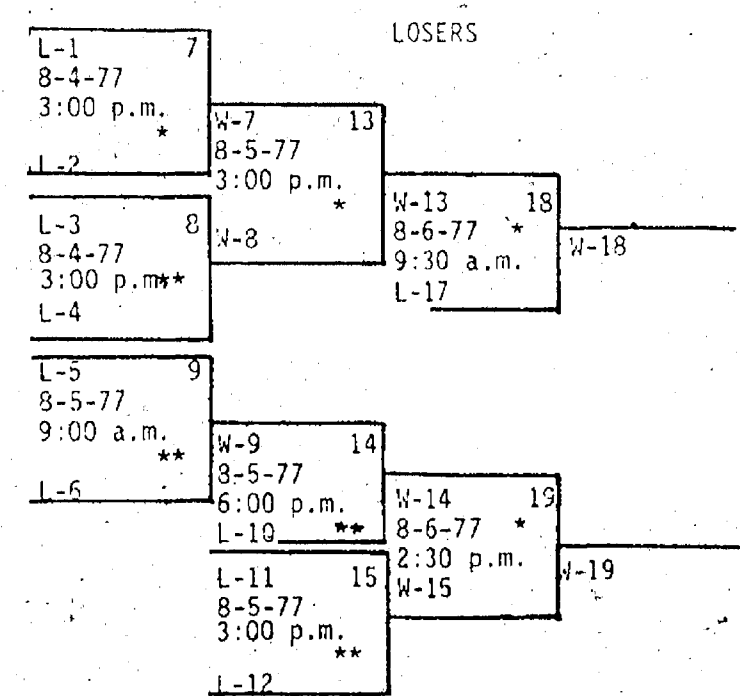 LOSERS
L-1 7
8-4-77
3:00 p.m.
*
L-2
L-3 8
8-4-77
3:00 p.m**
L-4
L-5 9
8-5-77
9:00 a.m.
**
L-6
W-7 13
8-5-77
3:00 p.m.
*
W-8
W-9 14
8-5-77
6:00 p.m.
L-10 **
L-11 15
8-5-77
3:00 p.m.
**
L-12
W-13 18
8-6-77 *
9:30 a.m.
L-17
W-14 19
8-6-77 *
2:30 p.m.
W-15
W-18
W-19